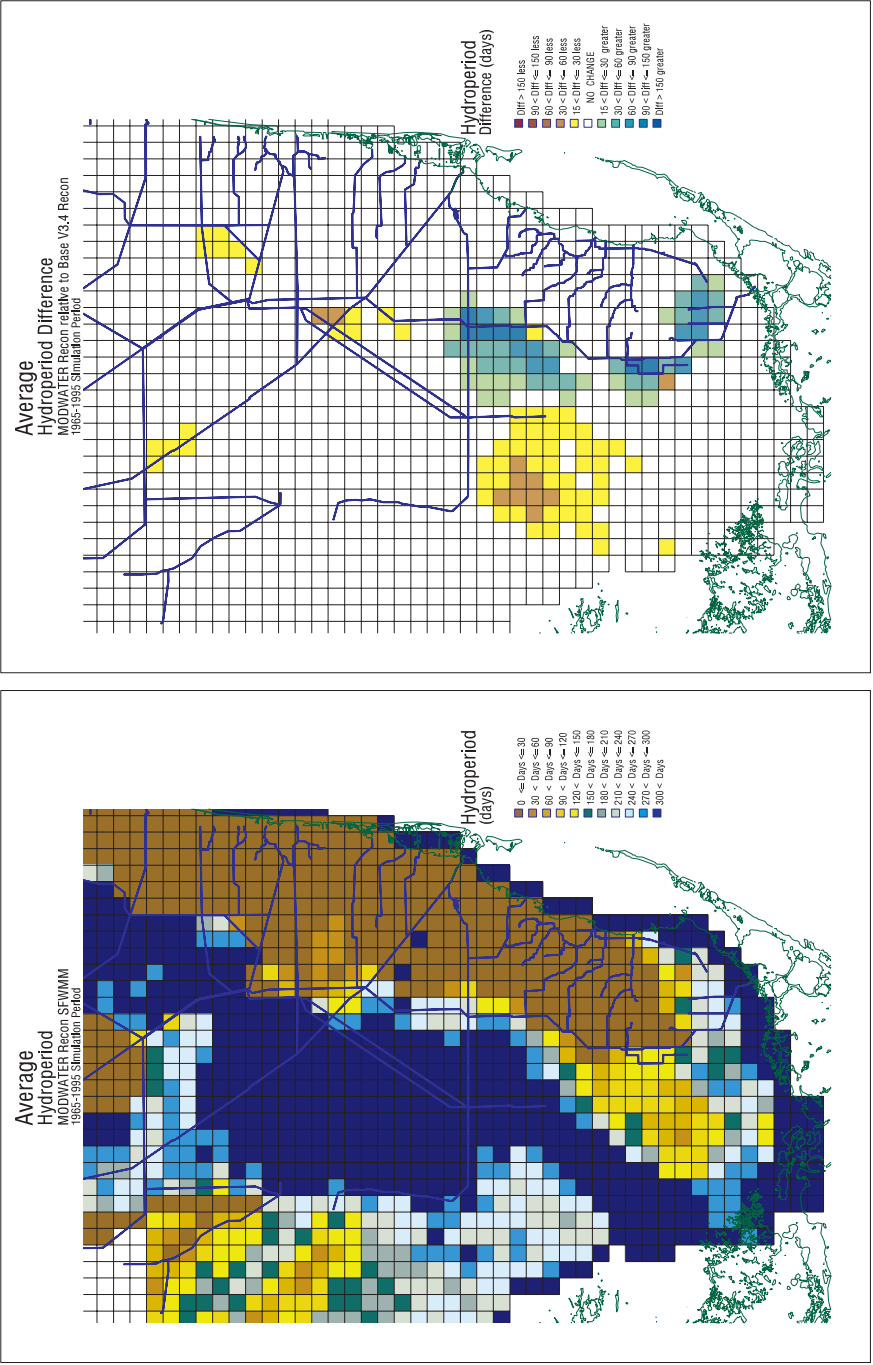 Average
Hydroperiod Difference
MODWATER Recon relative to Base V3.4 Recon
1965-1995 Simulation Period
Hydroperiod
Difference (days)
Diff > 150 less
90 < Diff <= 150 less
60 < Diff <= 90 less
30 < Diff <= 60 less
15 < Diff <= 30 less
NO CHANGE
15 < Diff <= 30 greater
30 < Diff <= 60 greater
60 < Diff <= 90 greater
90 < Diff <= 150 greater
Diff > 150 greater
Average
Hydroperiod
MODWATER Recon SFWMM
1965-1995 Simulation Period
Hydroperiod
(days)
0 <= Days <= 30
30 < Days <= 60
60 < Days <= 90
90 < Days <= 120
120 < Days <= 150
150 < Days <= 180
180 < Days <= 210
210 < Days <= 240
240 < Days <= 270
270 < Days <= 300
300 < Days